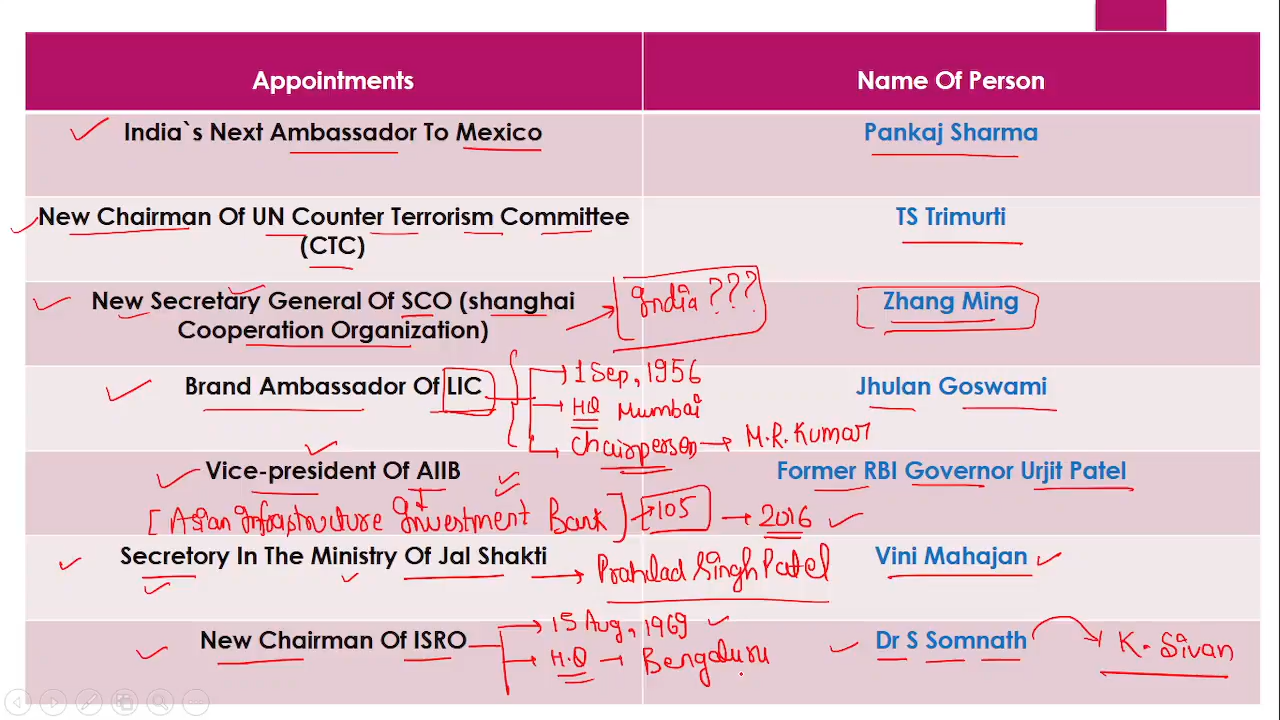 Appointments
Name Of Person
India`s Next Ambassador To Mexico
Pankaj Sharma
New Chairman Of UN Counter Terrorism Committee
(CTC)
TS Trimurti
New Secretary General Of SCO (shanghai
Cooperation Organization)
India ???
Zhang Ming
Brand Ambassador Of LIC
1 Sep, 1956
HQ Mumbai
Chairperson → M.R. Kumar
Jhulan Goswami
Vice-president Of AIIB
Former RBI Governor Urjit Patel
[Asian Infrastructure Investment Bank] → 105 → 2016
Secretory In The Ministry Of Jal Shakti
Prahlad Singh Patel
Vini Mahajan
New Chairman Of ISRO
15 Aug, 1969
H.Q → Bengaluru
Dr S Somnath
K. Sivan